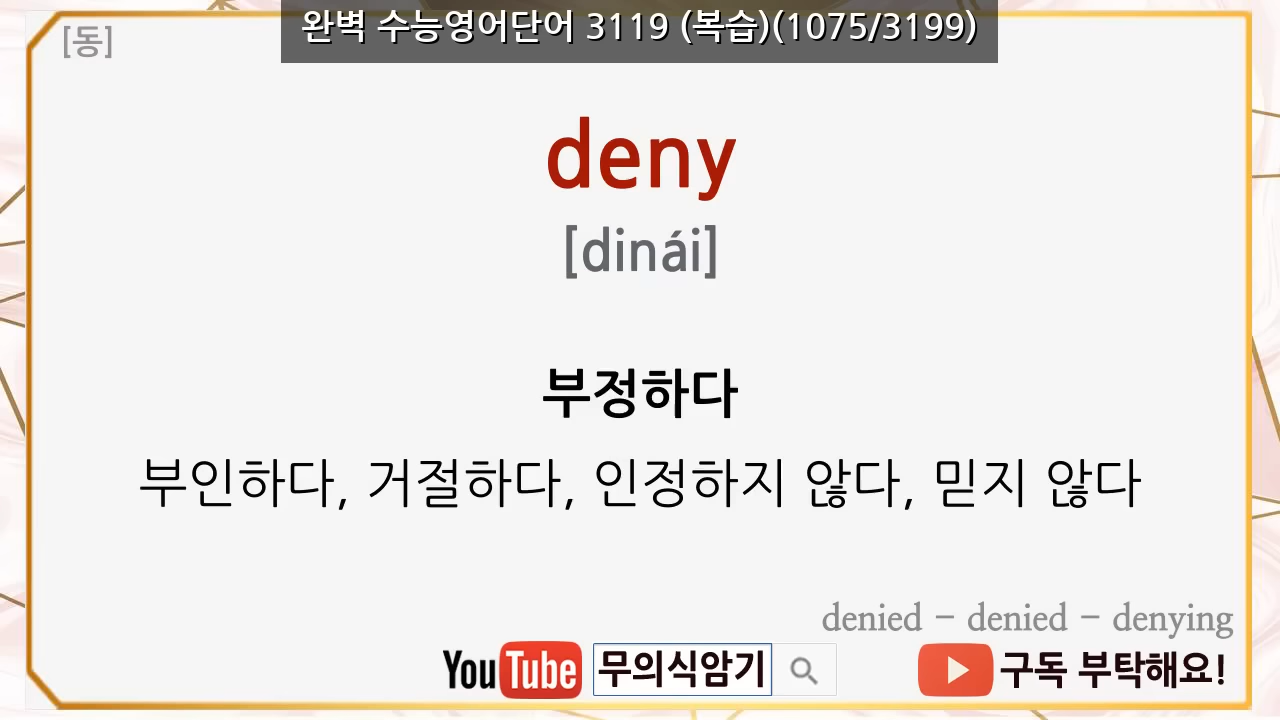 완벽 수능영어단어 3119 (복습)(1075/3199)
[동]
deny
[dinái]
부정하다
부인하다, 거절하다, 인정하지 않다, 믿지 않다
denied - denied - denying
YouTube 무의식암기 구독 부탁해요!